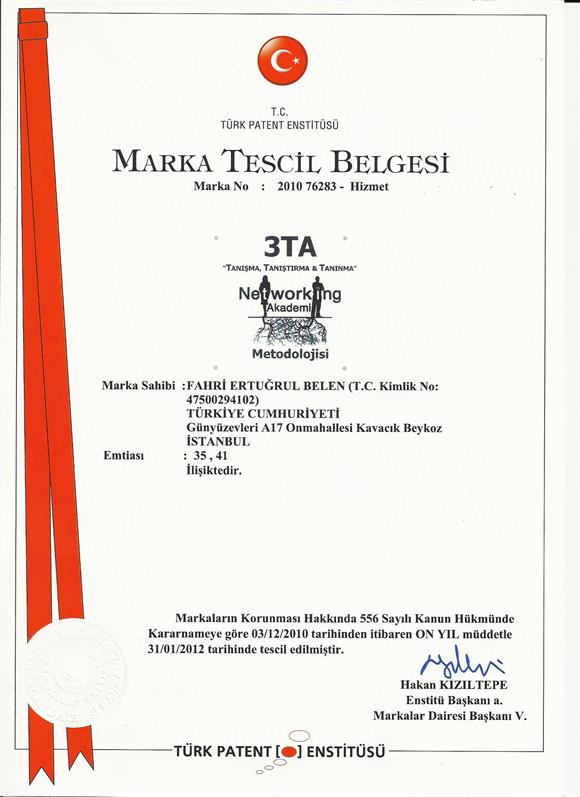 T.C.
TÜRK PATENT ENSTİTÜSÜ
MARKA TESCİL BELGESİ
Marka No : 2010 76283 - Hizmet
3TA
"TANIŞMA, TANIŞTIRMA & TANINMA"
Networking
Akademi
Metodolojisi
Marka Sahibi :FAHRİ ERTUĞRUL BELEN (T.C. Kimlik No:
47500294102)
TÜRKİYE CUMHURİYETİ
Günyüzevleri A17 Onmahallesi Kavacık Beykoz
İSTANBUL
Emtiası : 35 , 41
İlişiktedir.
Markaların Korunması Hakkında 556 Sayılı Kanun Hükmünde
Kararnameye göre 03/12/2010 tarihinden itibaren ON YIL müddetle
31/01/2012 tarihinde tescil edilmiştir.
Hakan KIZILTEPE
Enstitü Başkanı a.
Markalar Dairesi Başkanı V.
TÜRK PATENT [ ] ENSTİTÜSÜ